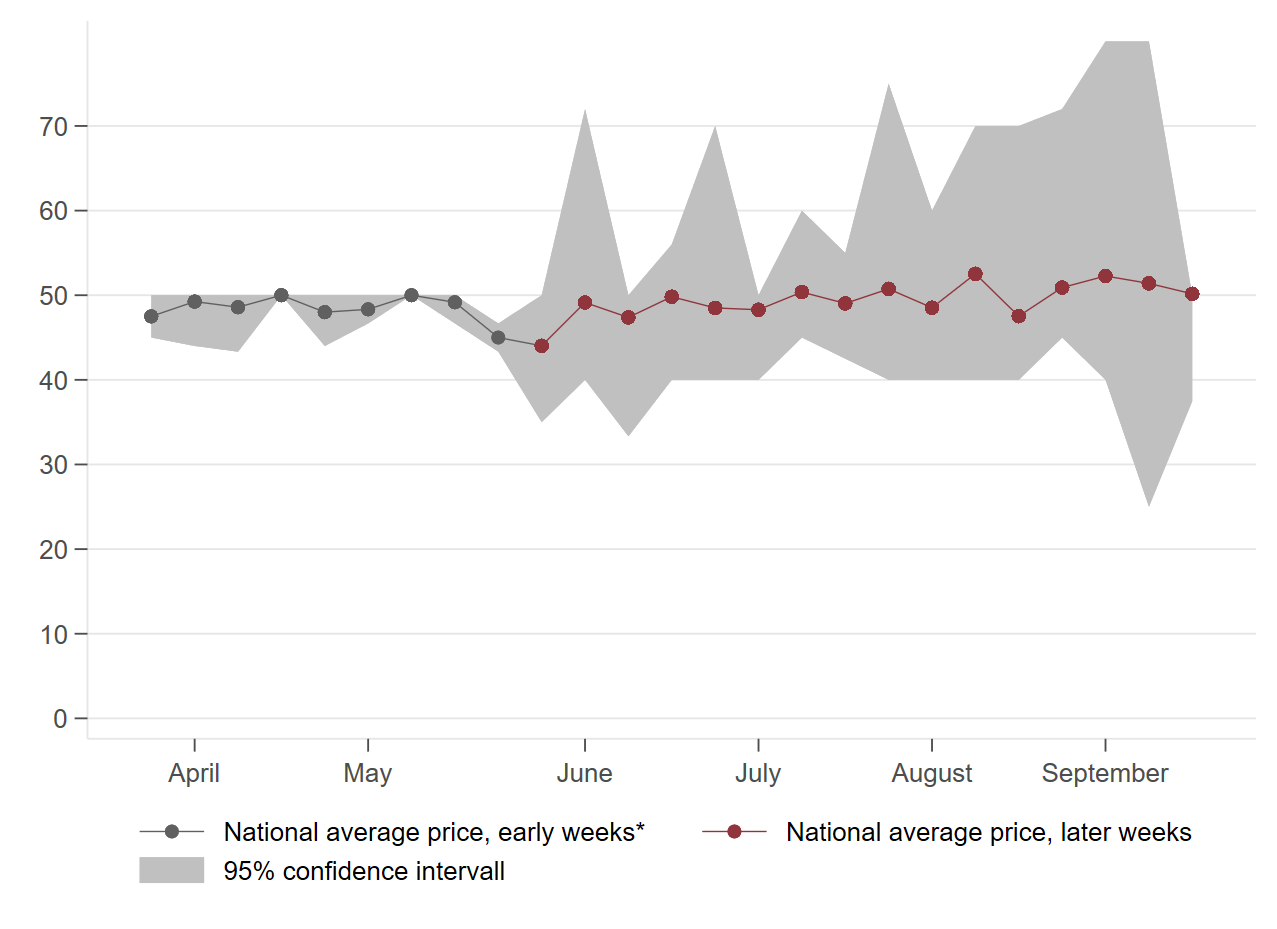 70
60
50
40
30
20
10
0
April May June July August September
National average price, early weeks* National average price, later weeks
95% confidence intervall